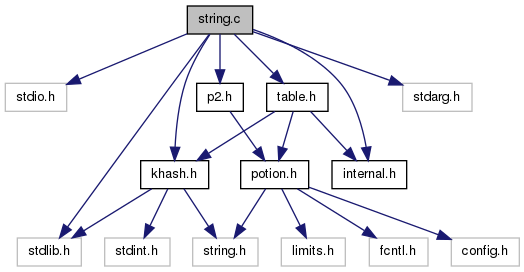 string.c
stdio.h
p2.h
table.h
stdarg.h
khash.h
potion.h
internal.h
stdlib.h
stdint.h
string.h
limits.h
fcntl.h
config.h